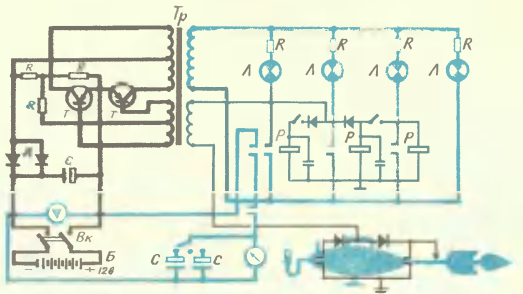 Тр
R R R R
R R
Л Л Л Л
R
Т Т
Р Р Р
Д С
Вк
Б
С С
- + 12в